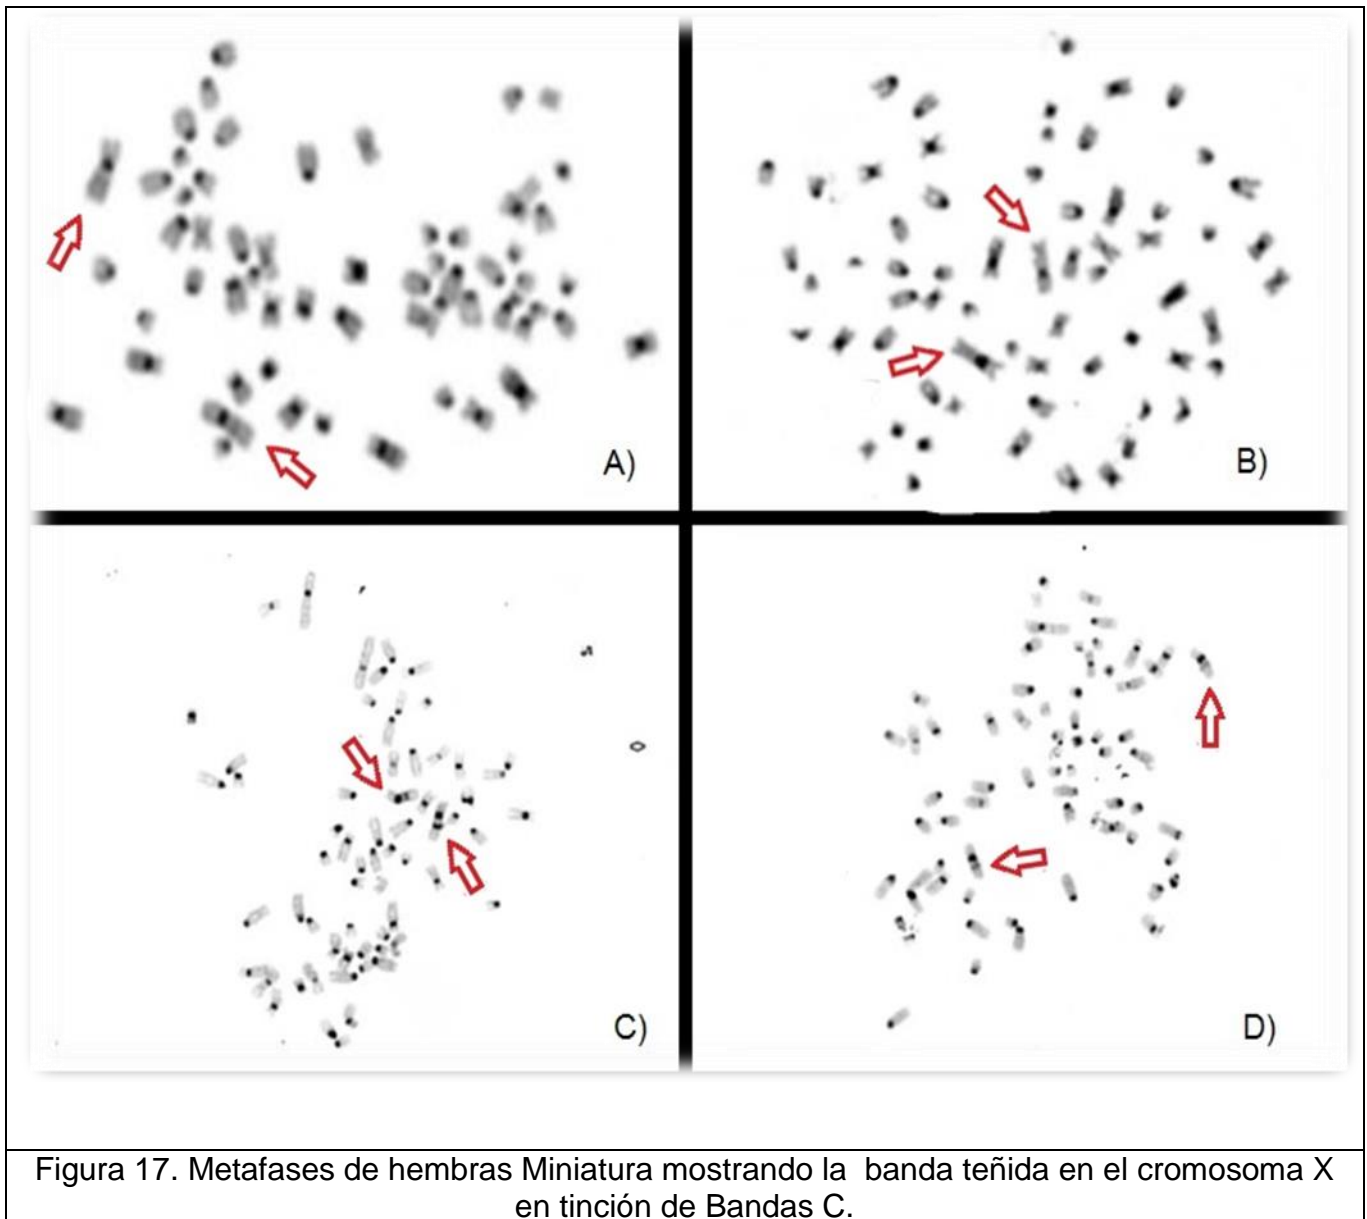 A)
B)
C)
D)
Figura 17. Metafases de hembras Miniatura mostrando la banda teñida en el cromosoma X
en tinción de Bandas C.